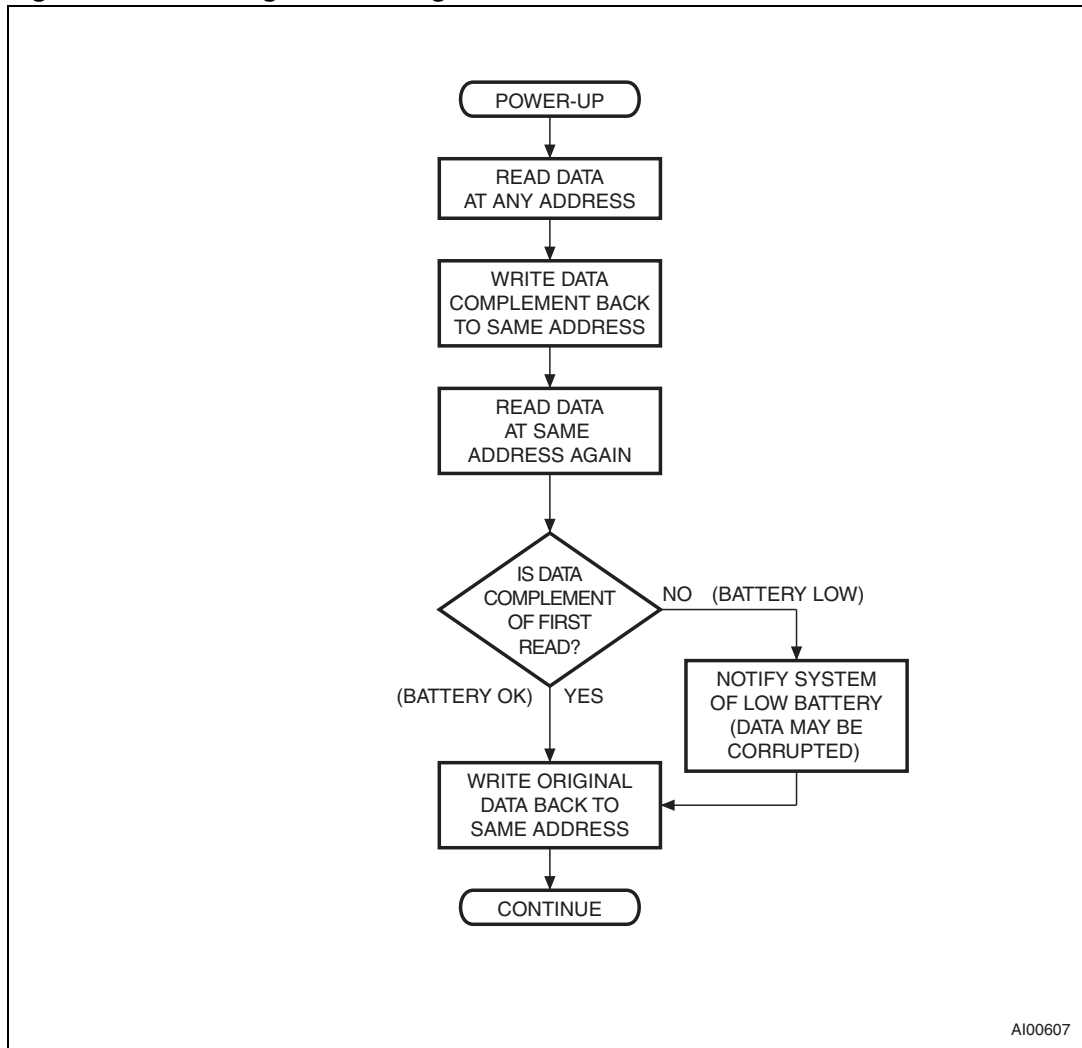 POWER-UP
READ DATA
AT ANY ADDRESS
WRITE DATA
COMPLEMENT BACK
TO SAME ADDRESS
READ DATA
AT SAME
ADDRESS AGAIN
IS DATA
COMPLEMENT
OF FIRST
READ?
NO (BATTERY LOW)
NOTIFY SYSTEM
OF LOW BATTERY
(DATA MAY BE
CORRUPTED)
(BATTERY OK) YES
WRITE ORIGINAL
DATA BACK TO
SAME ADDRESS
CONTINUE
AI00607